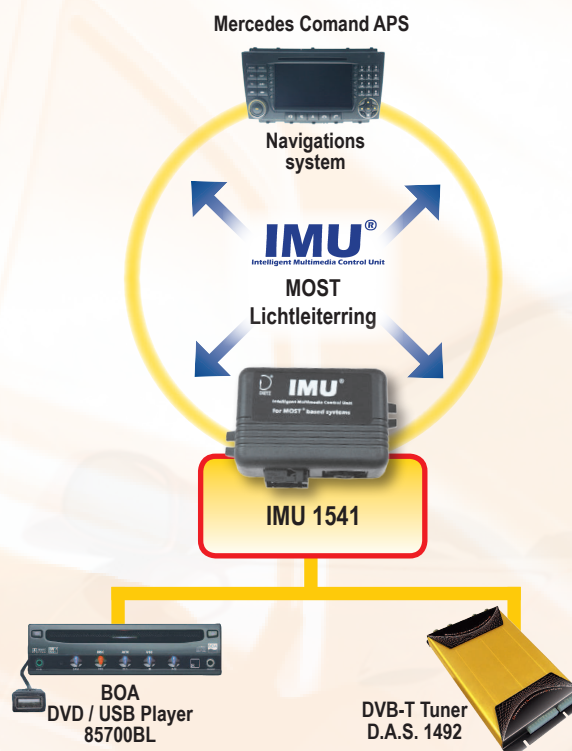 Mercedes Comand APS
Navigations
system
IMU®
Intelligent Multimedia Control Unit
MOST
Lichtleiterring
IMU®
Intelligent Multimedia Control Unit
for MOST® based systems
IMU 1541
BOA
DVD / USB Player
85700BL
DVB-T Tuner
D.A.S. 1492